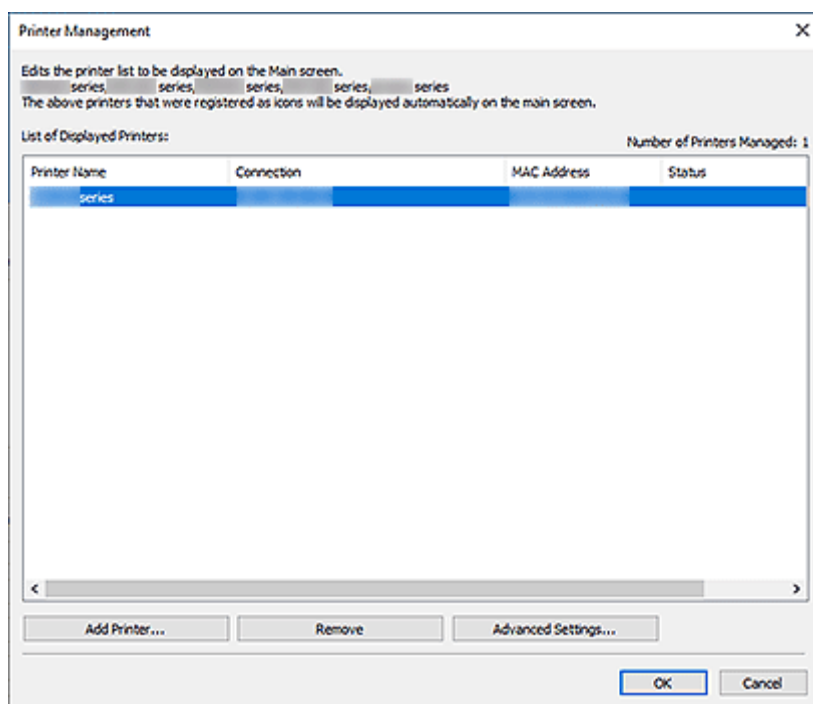 Printer Management
Edits the printer list to be displayed on the Main screen.
series, series, series, series, series
The above printers that were registered as icons will be displayed automatically on the main screen.
List of Displayed Printers:
Number of Printers Managed: 1
Printer Name Connection MAC Address Status
series
Add Printer... Remove Advanced Settings...
OK Cancel